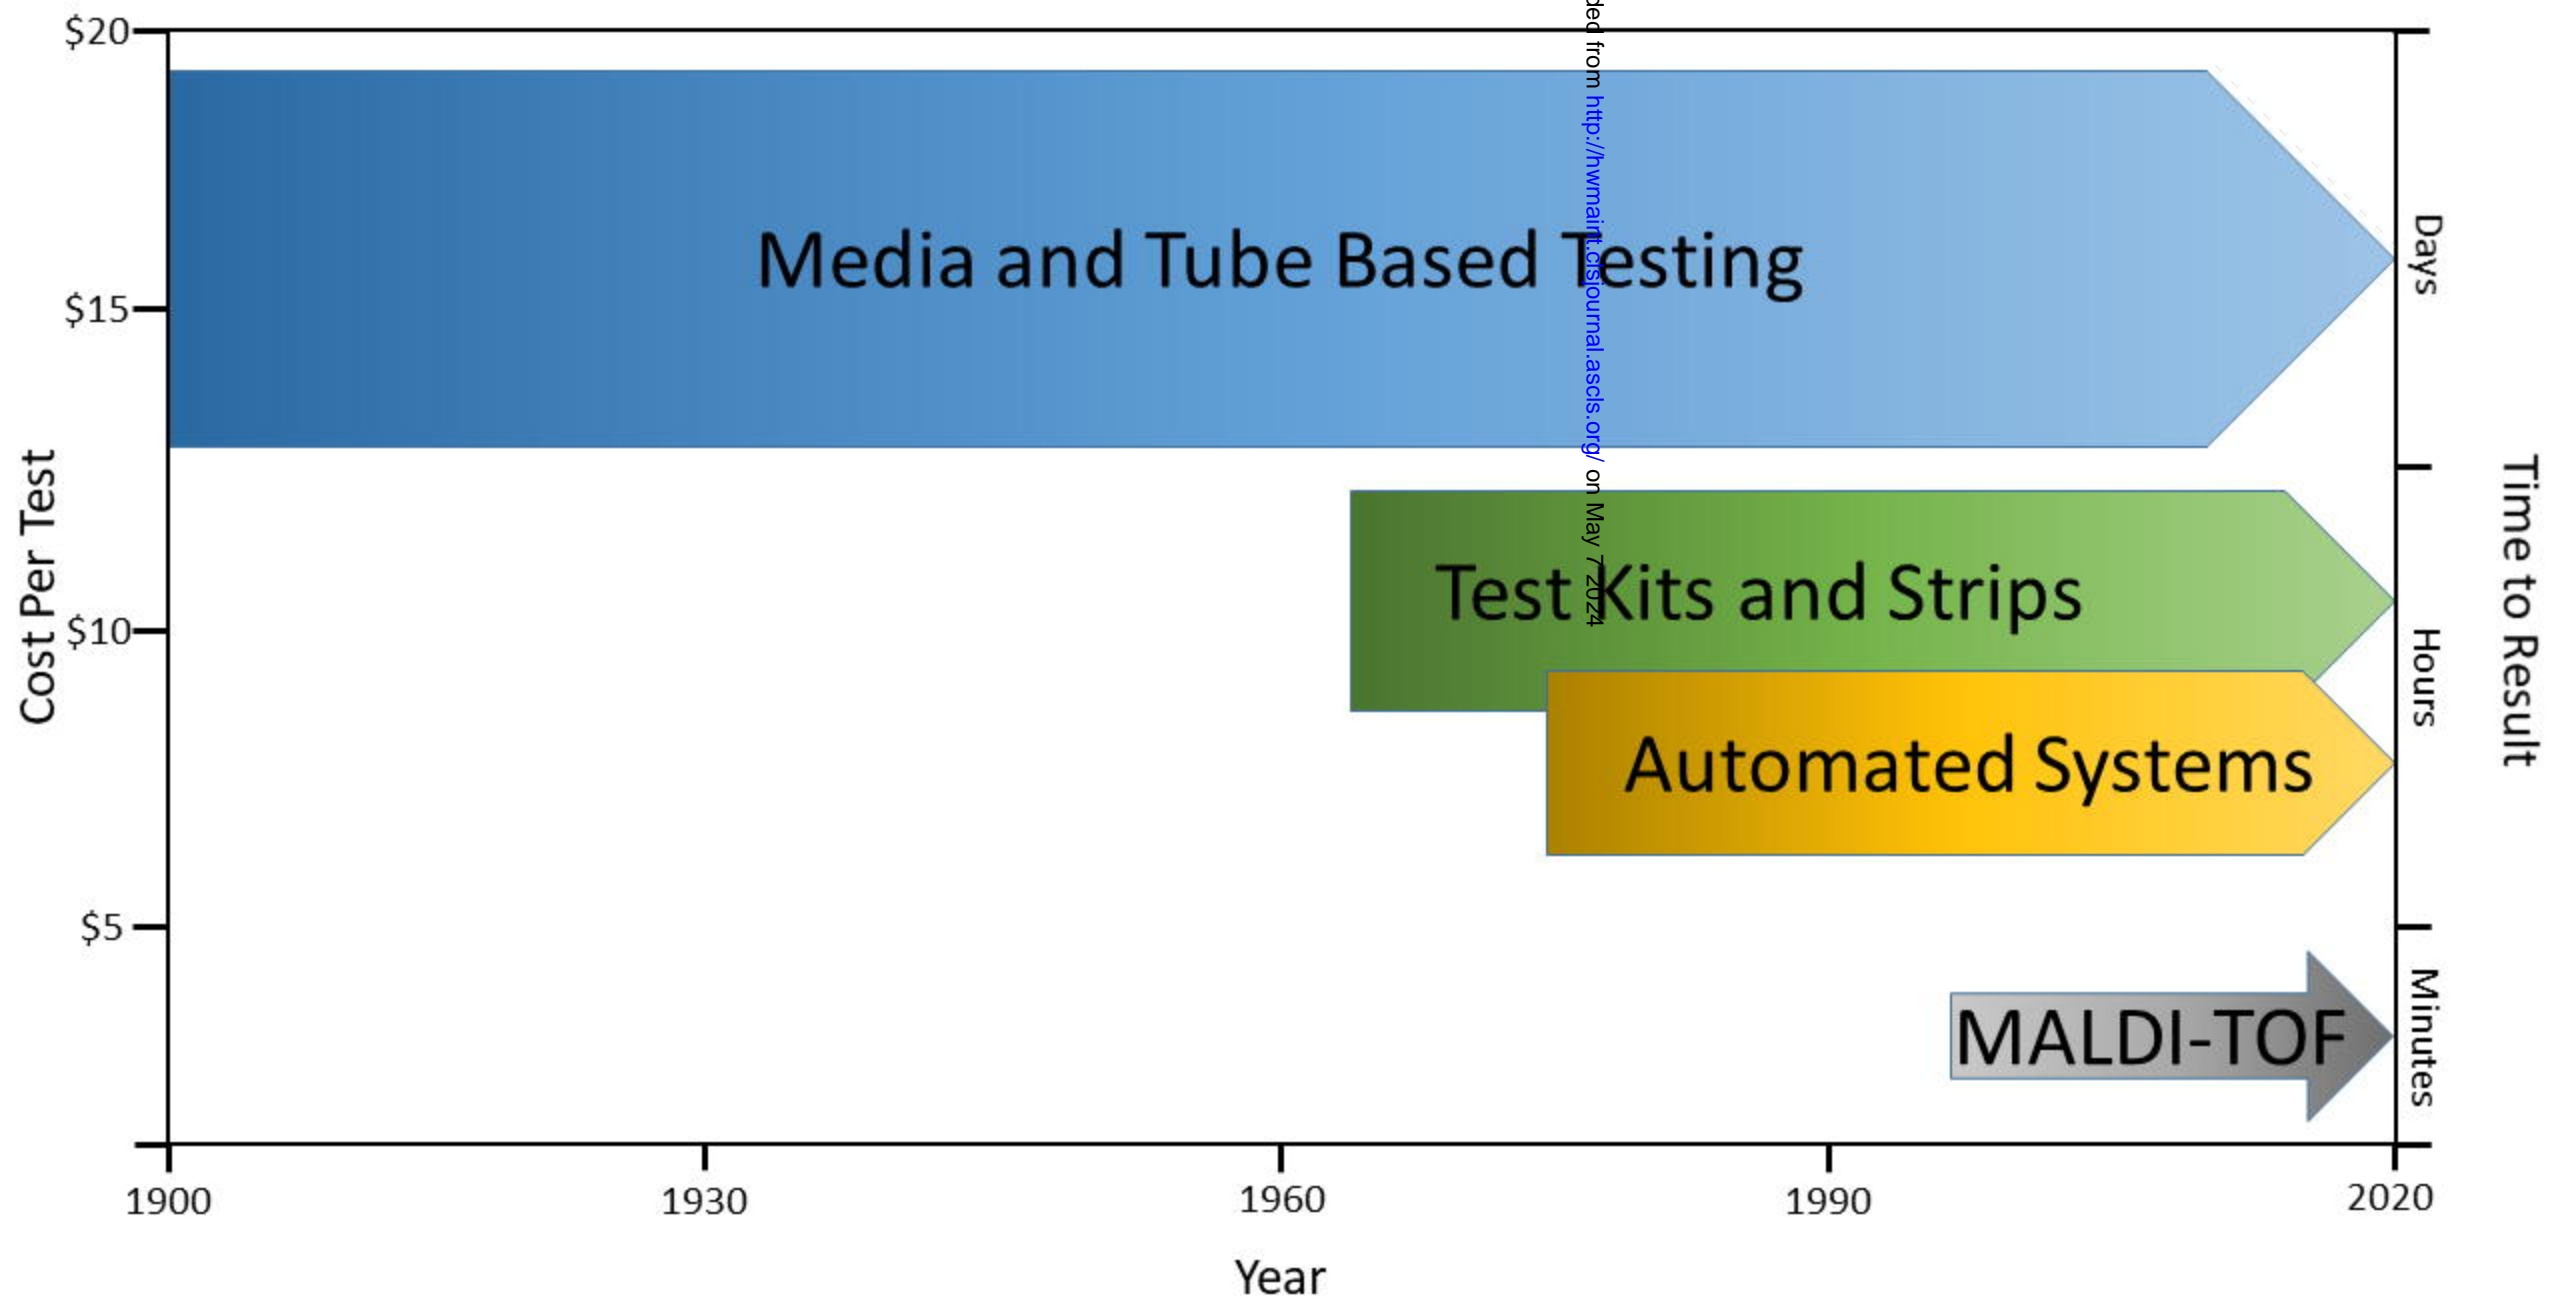 $20
$15
$10
$5
Cost Per Test
Media and Tube Based Testing
Test Kits and Strips
Automated Systems
MALDI-TOF
Days
Hours
Minutes
Time to Result
1900
1930
1960
1990
2020
Year
from http://hwmaint.clsjournal.ascls.org/ on May 7 2024